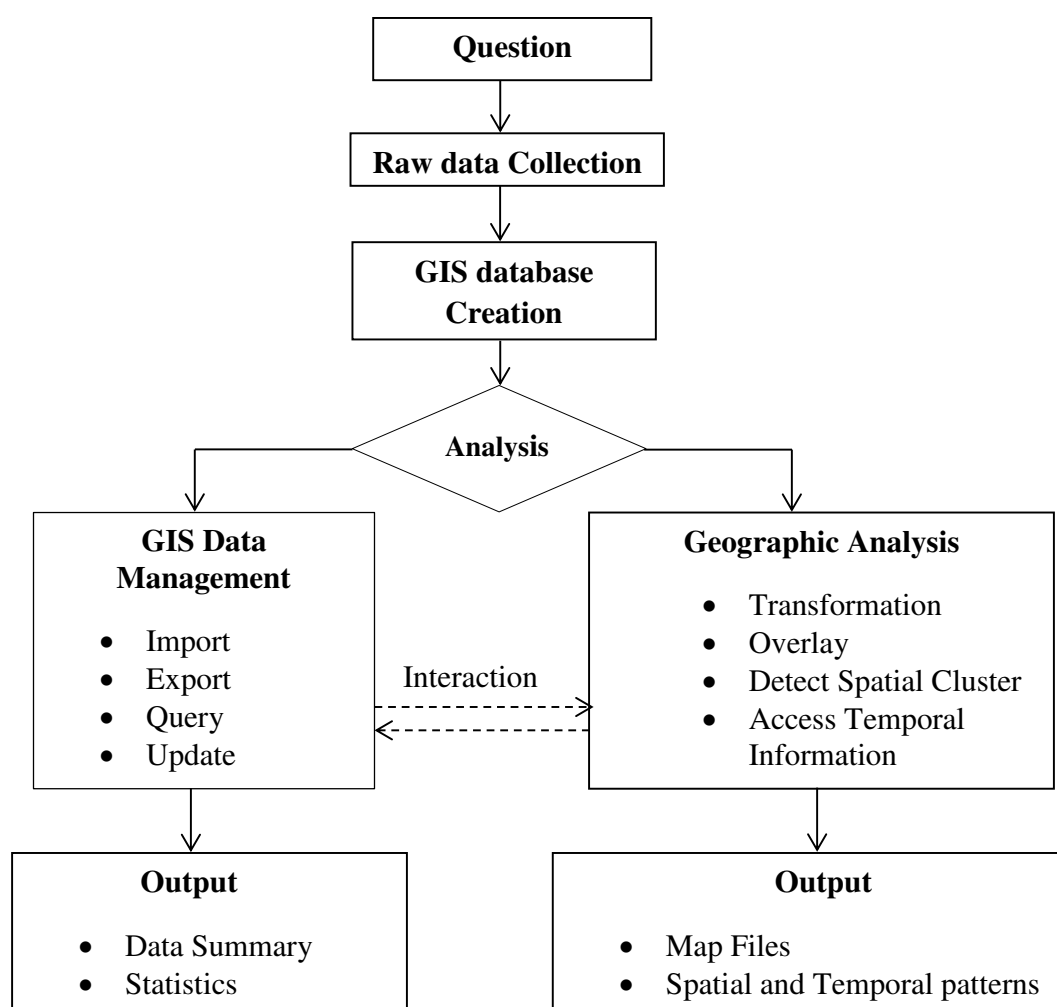 Question
Raw data Collection
GIS database
Creation
Analysis
GIS Data
Management
• Import
• Export
• Query
• Update
Interaction
Geographic Analysis
• Transformation
• Overlay
• Detect Spatial Cluster
• Access Temporal
Information
Output
• Data Summary
• Statistics
Output
• Map Files
• Spatial and Temporal patterns